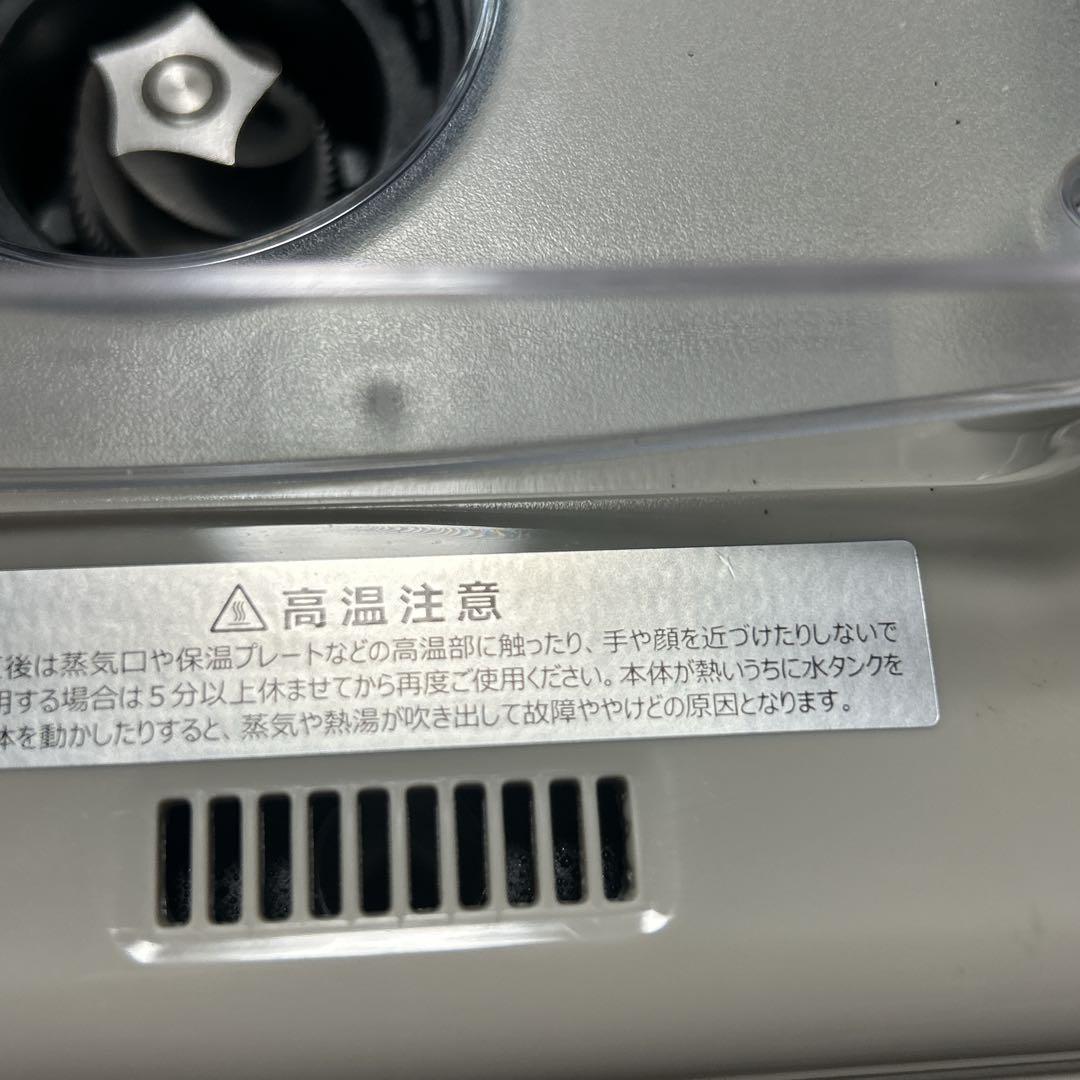 高温注意
後は蒸気口や保温プレートなどの高温部に触ったり、手や顔を近づけたりしないで
用する場合は5分以上休ませてから再度ご使用ください。本体が熱いうちに水タンクを
体を動かしたりすると、蒸気や熱湯が吹き出して故障ややけどの原因となります。